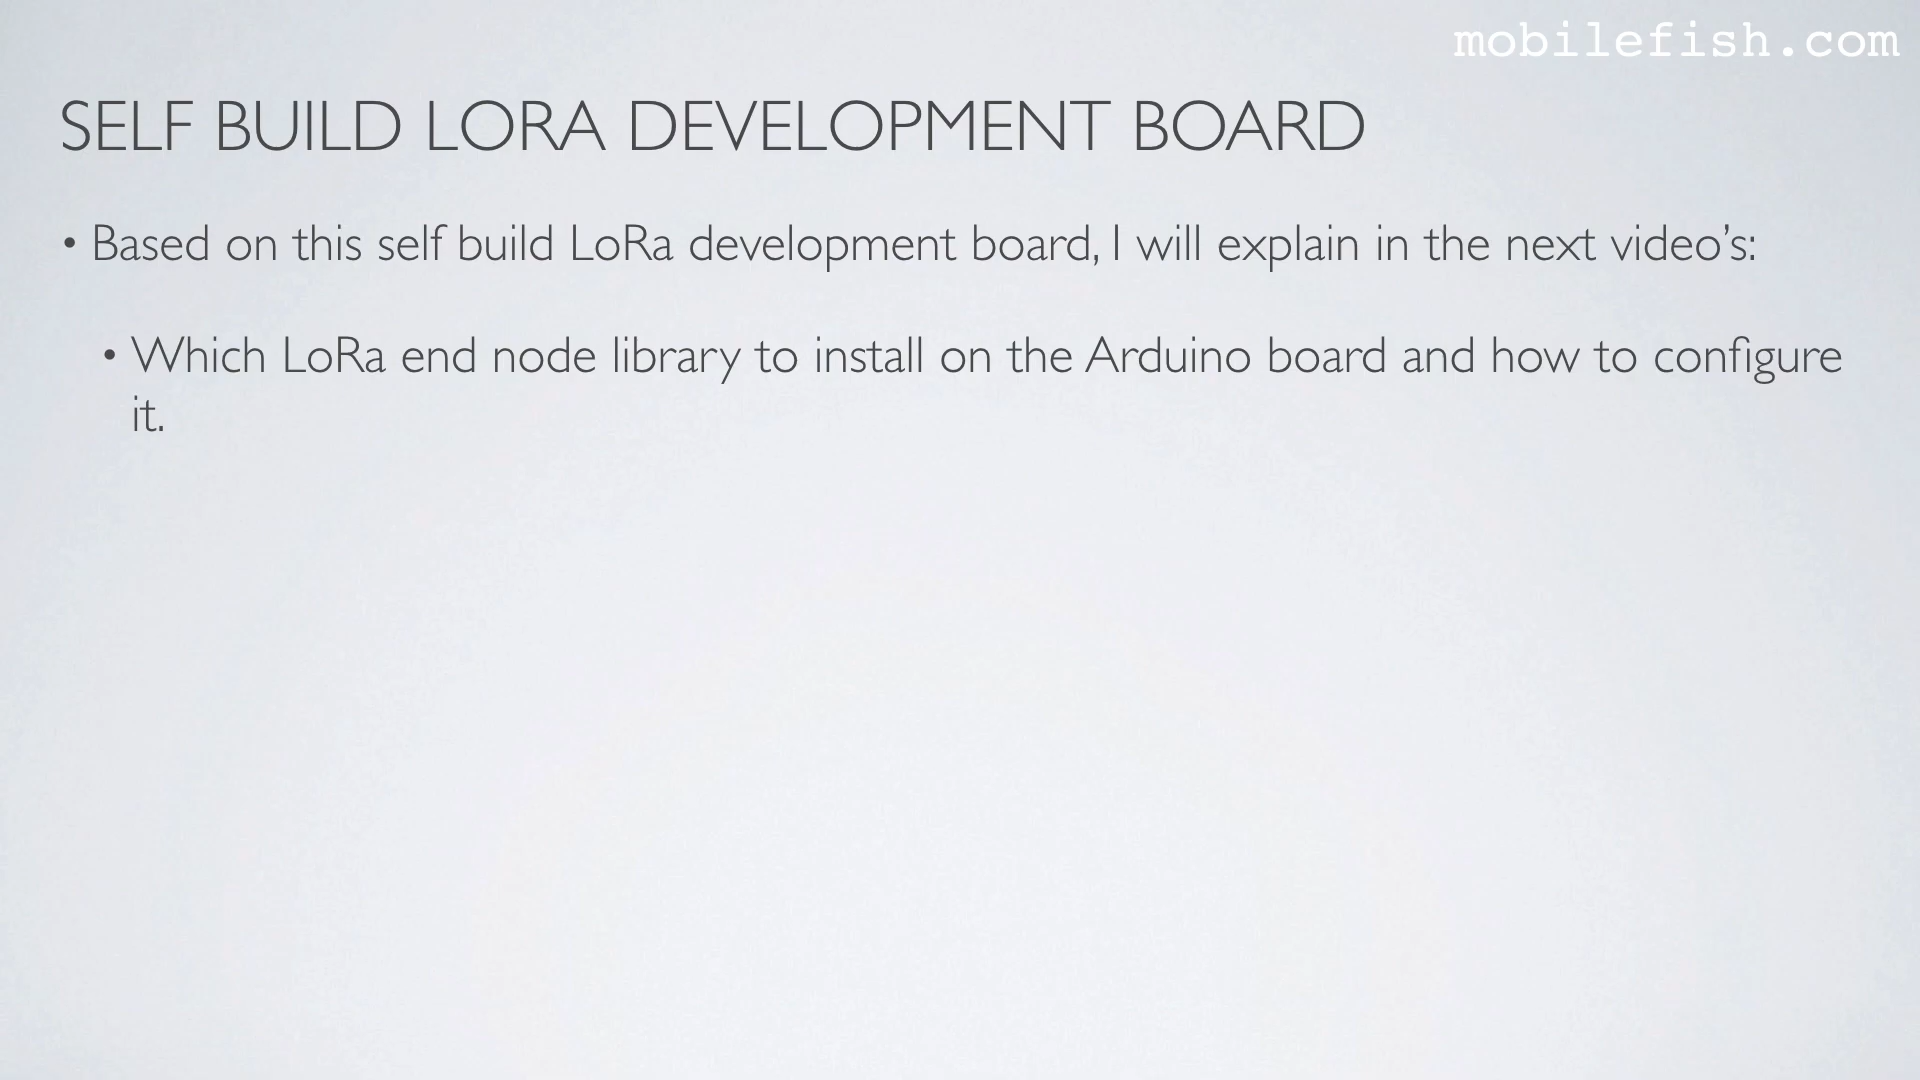 mobilefish.com
SELF BUILD LORA DEVELOPMENT BOARD
• Based on this self build LoRa development board, I will explain in the next video’s:
• Which LoRa end node library to install on the Arduino board and how to configure
it.